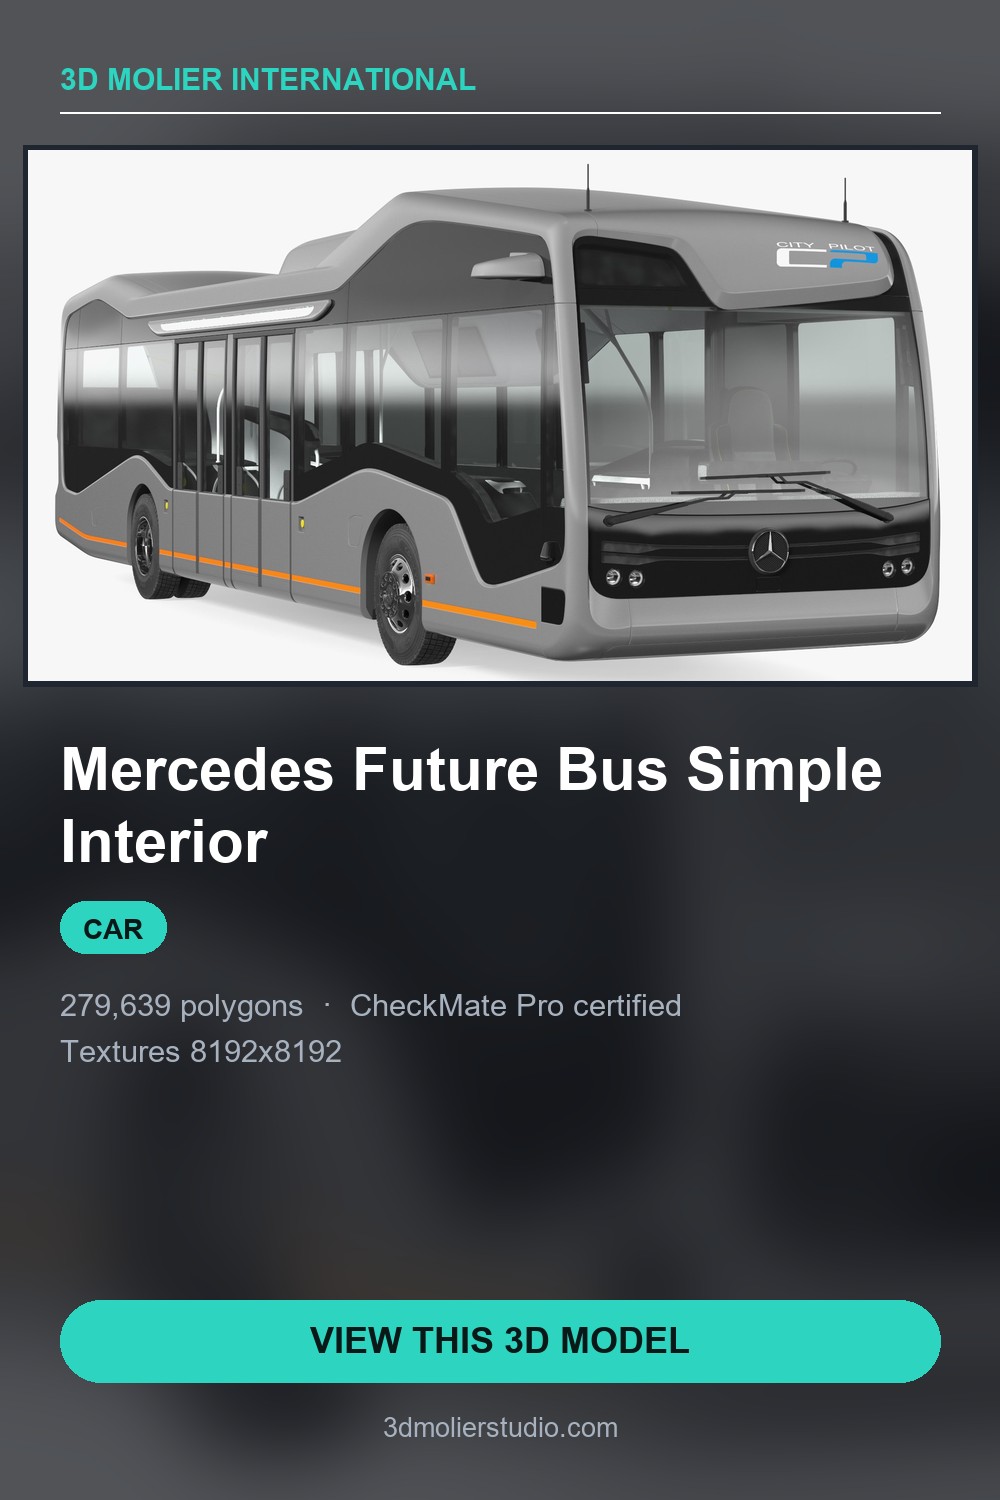 3D MOLIER INTERNATIONAL
CITY PILOT
CP
Mercedes Future Bus Simple
Interior
CAR
279,639 polygons · CheckMate Pro certified
Textures 8192x8192
VIEW THIS 3D MODEL
3dmolierstudio.com